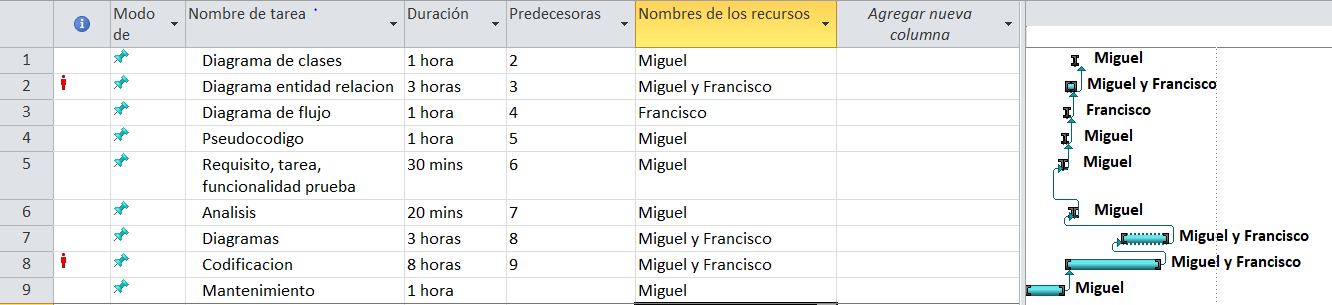 Modo de
Nombre de tarea
Duración
Predecesoras
Nombres de los recursos
Agregar nueva columna
1 Diagrama de clases 1 hora 2 Miguel Miguel
2 Diagrama entidad relacion 3 horas 3 Miguel y Francisco Miguel y Francisco
3 Diagrama de flujo 1 hora 4 Francisco Francisco
4 Pseudocodigo 1 hora 5 Miguel Miguel
5 Requisito, tarea, 30 mins 6 Miguel Miguel
funcionalidad prueba
6 Analisis 20 mins 7 Miguel Miguel
7 Diagramas 3 horas 8 Miguel y Francisco Miguel y Francisco
8 Codificacion 8 horas 9 Miguel y Francisco Miguel y Francisco
9 Mantenimiento 1 hora Miguel Miguel